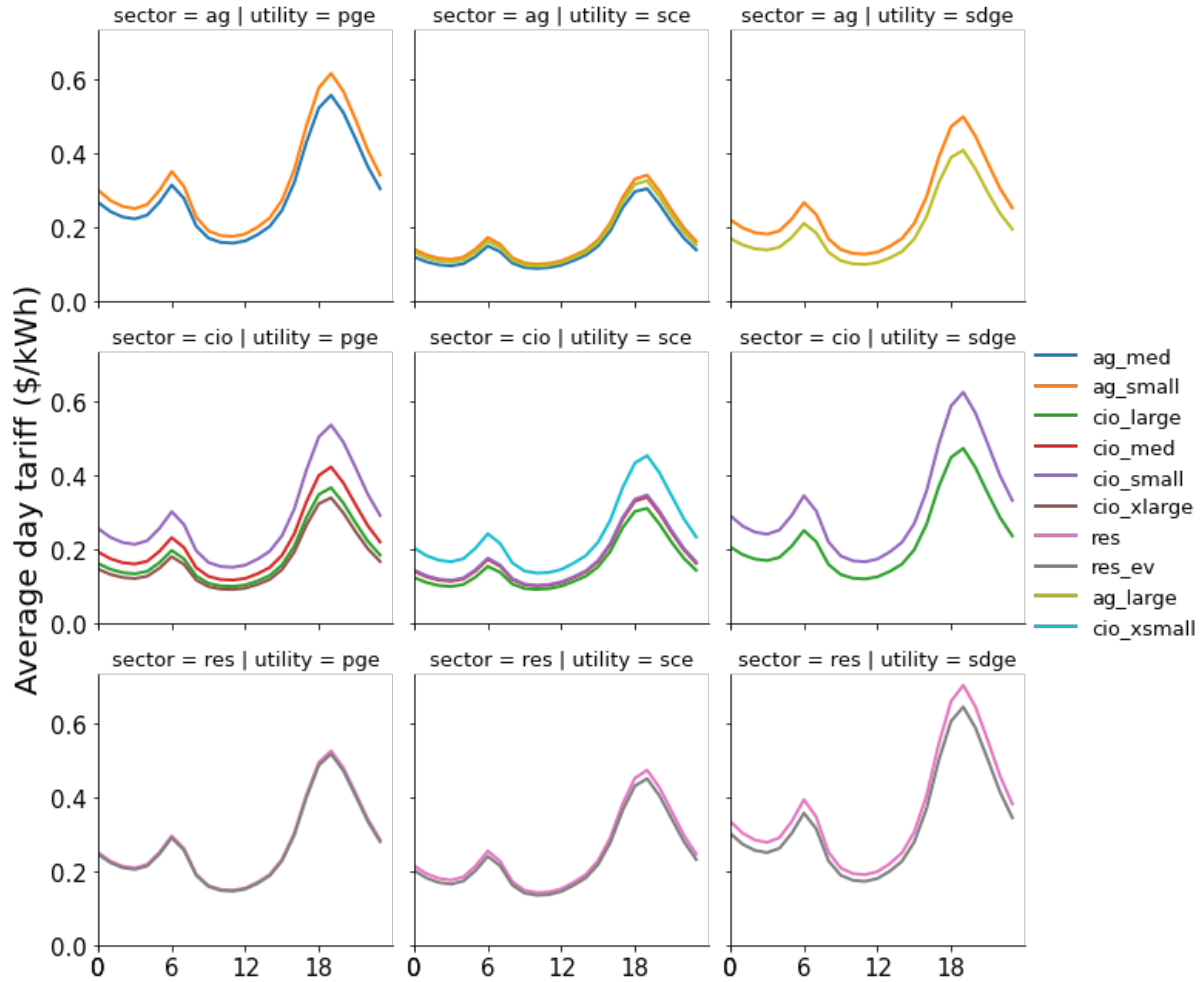 sector = ag | utility = pge
sector = ag | utility = sce
sector = ag | utility = sdge
0.6
0.4
0.2
0.0
Average day tariff ($/kWh)
sector = cio | utility = pge
sector = cio | utility = sce
sector = cio | utility = sdge
0.6
0.4
0.2
0.0
ag_med
ag_small
cio_large
cio_med
cio_small
cio_xlarge
res
res_ev
ag_large
cio_xsmall
sector = res | utility = pge
sector = res | utility = sce
sector = res | utility = sdge
0.6
0.4
0.2
0.0
0 6 12 18
0 6 12 18
0 6 12 18